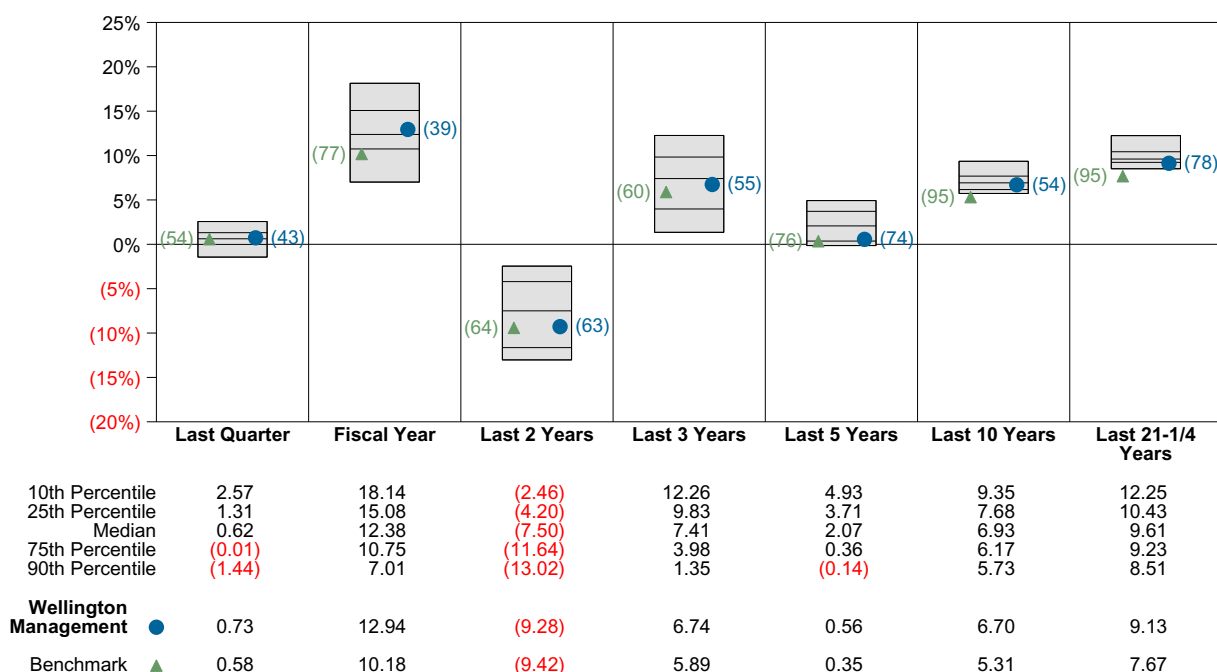 25%
20%
15%
10%
5%
0%
(5%)
(10%)
(15%)
(20%)
(54) (43)
(77) (39)
(64) (63)
(60) (55)
(76) (74)
(95) (54)
(95) (78)
Last Quarter Fiscal Year Last 2 Years Last 3 Years Last 5 Years Last 10 Years Last 21-1/4
Years
10th Percentile 2.57 18.14 (2.46) 12.26 4.93 9.35 12.25
25th Percentile 1.31 15.08 (4.20) 9.83 3.71 7.68 10.43
Median 0.62 12.38 (7.50) 7.41 2.07 6.93 9.61
75th Percentile (0.01) 10.75 (11.64) 3.98 0.36 6.17 9.23
90th Percentile (1.44) 7.01 (13.02) 1.35 (0.14) 5.73 8.51
Wellington
Management 0.73 12.94 (9.28) 6.74 0.56 6.70 9.13
Benchmark 0.58 10.18 (9.42) 5.89 0.35 5.31 7.67